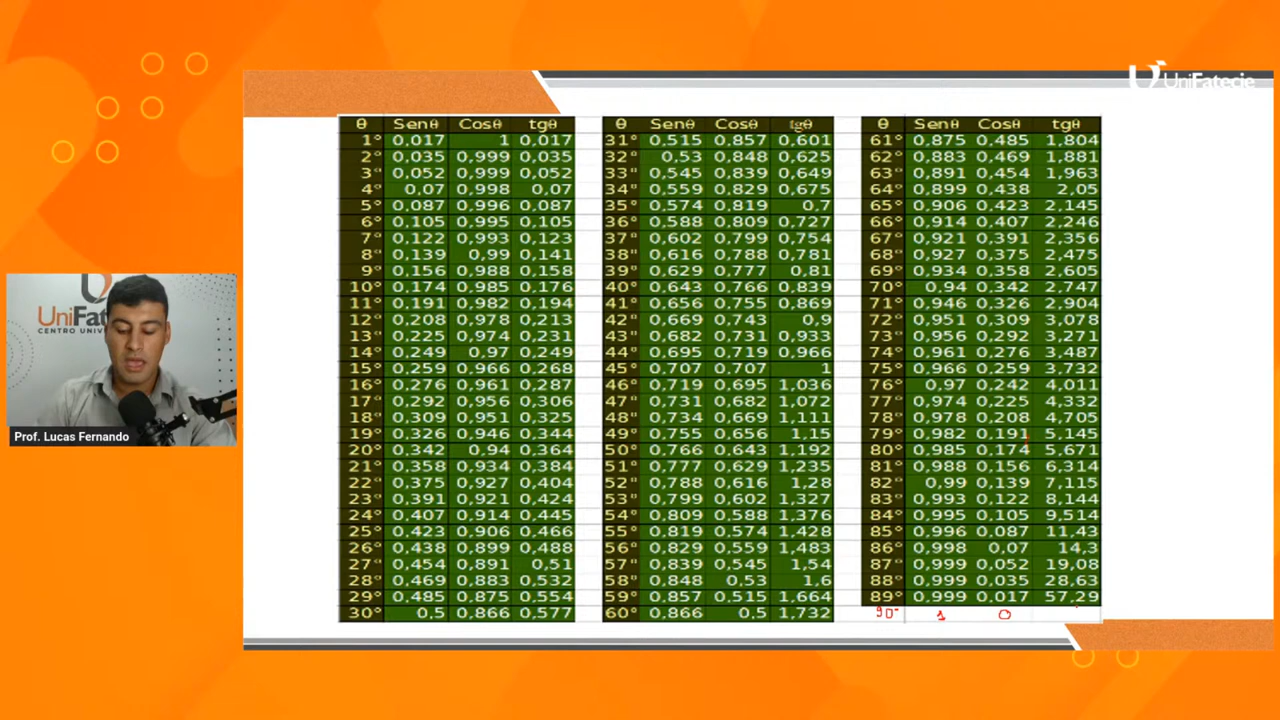 UniFatecie
θ Senθ Cosθ tgθ
1° 0,017 1 0,017
2° 0,035 0,999 0,035
3° 0,052 0,999 0,052
4° 0,07 0,998 0,07
5° 0,087 0,996 0,087
6° 0,105 0,995 0,105
7° 0,122 0,993 0,123
8° 0,139 0,99 0,141
9° 0,156 0,988 0,158
10° 0,174 0,985 0,176
11° 0,191 0,982 0,194
12° 0,208 0,978 0,213
13° 0,225 0,974 0,231
14° 0,249 0,97 0,249
15° 0,259 0,966 0,268
16° 0,276 0,961 0,287
17° 0,292 0,956 0,306
18° 0,309 0,951 0,325
19° 0,326 0,946 0,344
20° 0,342 0,94 0,364
21° 0,358 0,934 0,384
22° 0,375 0,927 0,404
23° 0,391 0,921 0,424
24° 0,407 0,914 0,445
25° 0,423 0,906 0,466
26° 0,438 0,899 0,488
27° 0,454 0,891 0,51
28° 0,469 0,883 0,532
29° 0,485 0,875 0,554
30° 0,5 0,866 0,577
θ Senθ Cosθ tgθ
31° 0,515 0,857 0,601
32° 0,53 0,848 0,625
33° 0,545 0,839 0,649
34° 0,559 0,829 0,675
35° 0,574 0,819 0,7
36° 0,588 0,809 0,727
37° 0,602 0,799 0,754
38° 0,616 0,788 0,781
39° 0,629 0,777 0,81
40° 0,643 0,766 0,839
41° 0,656 0,755 0,869
42° 0,669 0,743 0,9
43° 0,682 0,731 0,933
44° 0,695 0,719 0,966
45° 0,707 0,707 1
46° 0,719 0,695 1,036
47° 0,731 0,682 1,072
48° 0,734 0,669 1,111
49° 0,755 0,656 1,15
50° 0,766 0,643 1,192
51° 0,777 0,629 1,235
52° 0,788 0,616 1,28
53° 0,799 0,602 1,327
54° 0,809 0,588 1,376
55° 0,819 0,574 1,428
56° 0,829 0,559 1,483
57° 0,839 0,545 1,54
58° 0,848 0,53 1,6
59° 0,857 0,515 1,664
60° 0,866 0,5 1,732
θ Senθ Cosθ tgθ
61° 0,875 0,485 1,804
62° 0,883 0,469 1,881
63° 0,891 0,454 1,963
64° 0,899 0,438 2,05
65° 0,906 0,423 2,145
66° 0,914 0,407 2,246
67° 0,921 0,391 2,356
68° 0,927 0,375 2,475
69° 0,934 0,358 2,605
70° 0,94 0,342 2,747
71° 0,946 0,326 2,904
72° 0,951 0,309 3,078
73° 0,956 0,292 3,271
74° 0,961 0,276 3,487
75° 0,966 0,259 3,732
76° 0,97 0,242 4,011
77° 0,974 0,225 4,332
78° 0,978 0,208 4,705
79° 0,982 0,191 5,145
80° 0,985 0,174 5,671
81° 0,988 0,156 6,314
82° 0,99 0,139 7,115
83° 0,993 0,122 8,144
84° 0,995 0,105 9,514
85° 0,996 0,087 11,43
86° 0,998 0,07 14,3
87° 0,999 0,052 19,08
88° 0,999 0,035 28,63
89° 0,999 0,017 57,29
90° 1 0
UniFat
CENTRO UNIV
Prof. Lucas Fernando